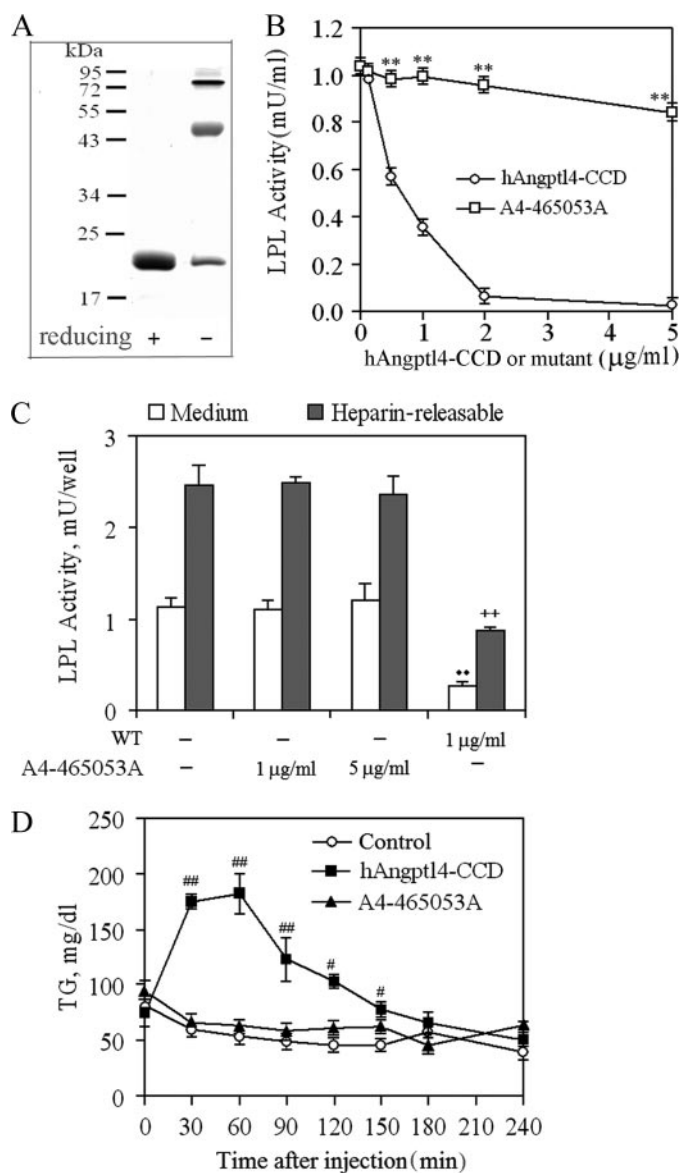 A
kDa
95
72
55
43
34
25
17
reducing + −
B
LPL Activity (mU/ml)
1.2
1.0
0.8
0.6
0.4
0.2
0.0
** ** ** **
hAngptl4-CCD
A4-465053A
0 1 2 3 4 5
hAngptl4-CCD or mutant (μg/ml)
C
Medium Heparin-releasable
LPL Activity, mU/well
3
2
1
0
** ++
WT − − − 1 μg/ml
A4-465053A − 1 μg/ml 5 μg/ml −
D
TG, mg/dl
250
200
150
100
50
0
## ## ## # #
Control
hAngptl4-CCD
A4-465053A
0 30 60 90 120 150 180 210 240
Time after injection (min)